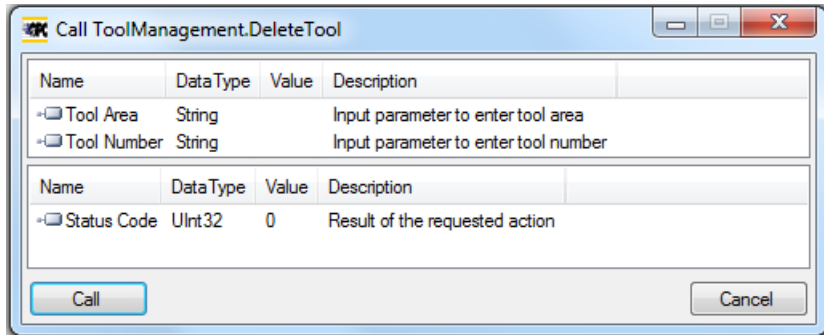 Call ToolManagement.DeleteTool
Name DataType Value Description
Tool Area String Input parameter to enter tool area
Tool Number String Input parameter to enter tool number
Name DataType Value Description
Status Code UInt32 0 Result of the requested action
Call Cancel